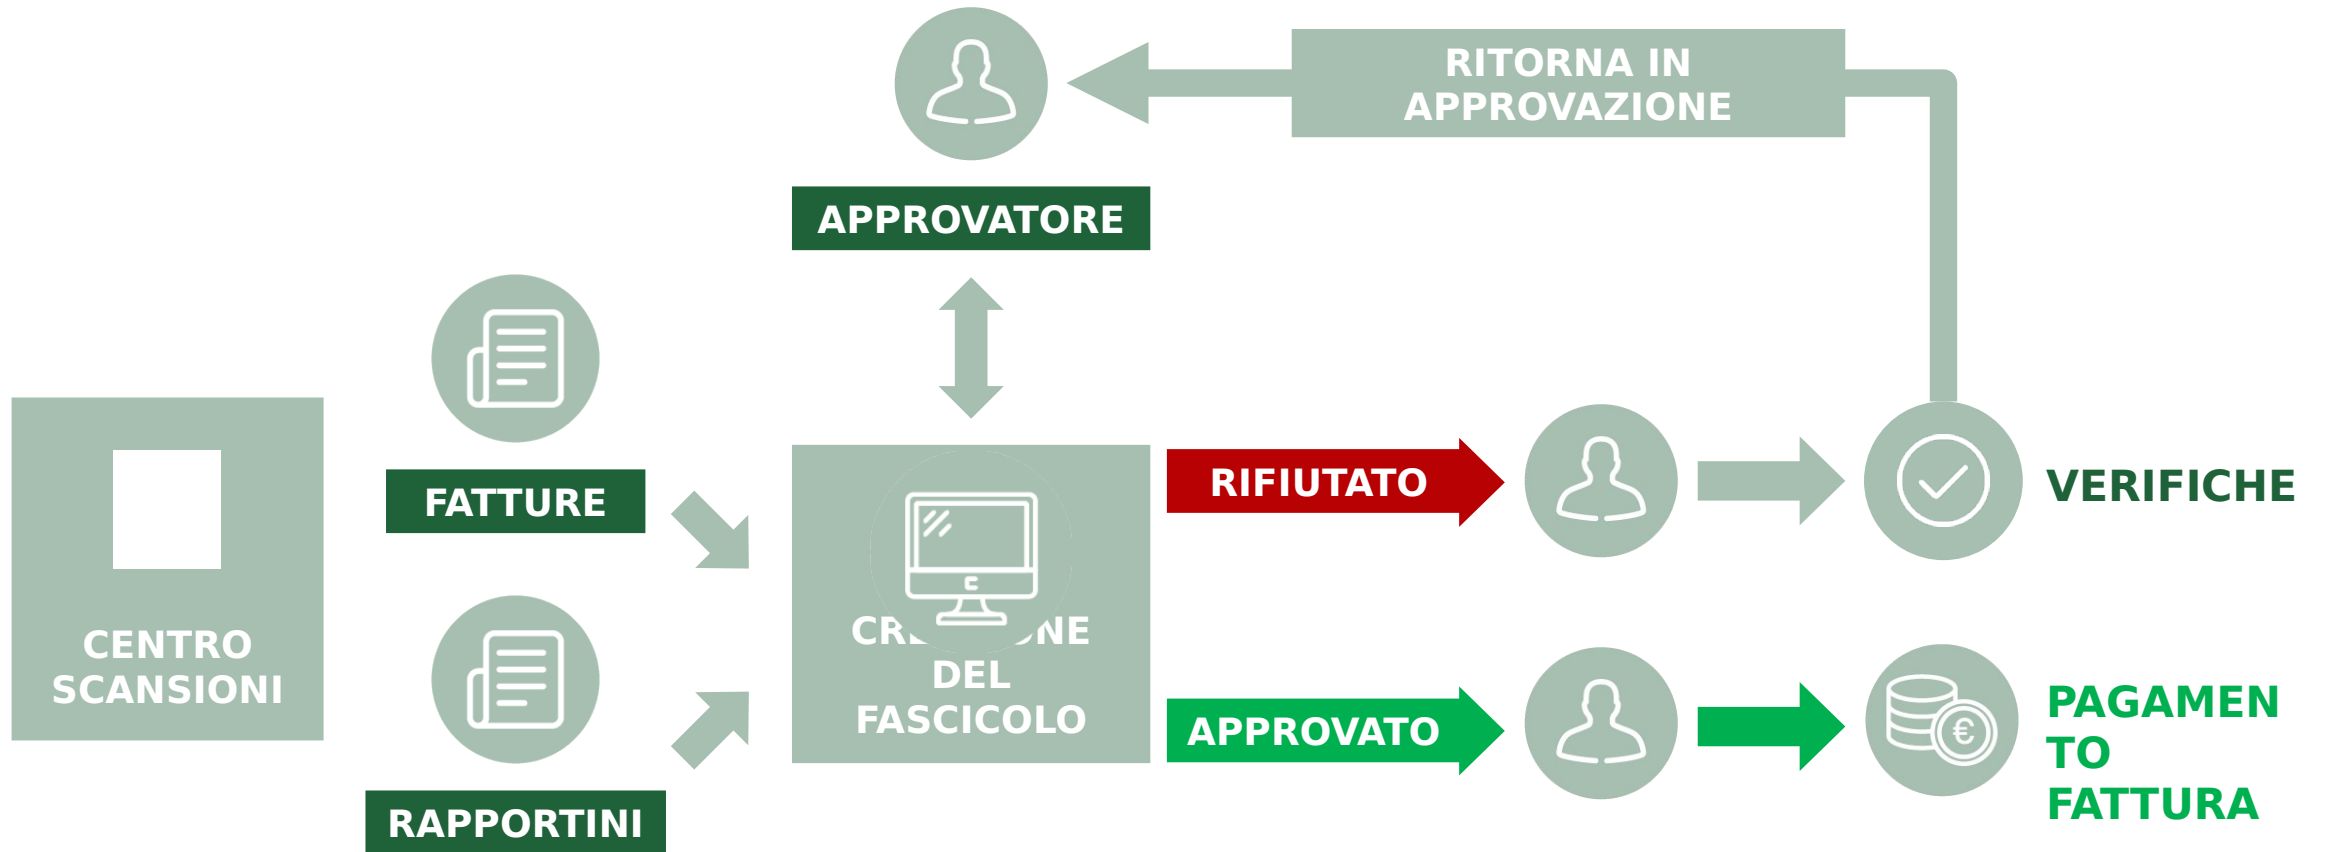 RITORNA IN
APPROVAZIONE
APPROVATORE
FATTURE
RIFIUTATO
VERIFICHE
CENTRO
SCANSIONI
DEL
FASCICOLO
APPROVATO
PAGAMEN
TO
FATTURA
RAPPORTINI
€